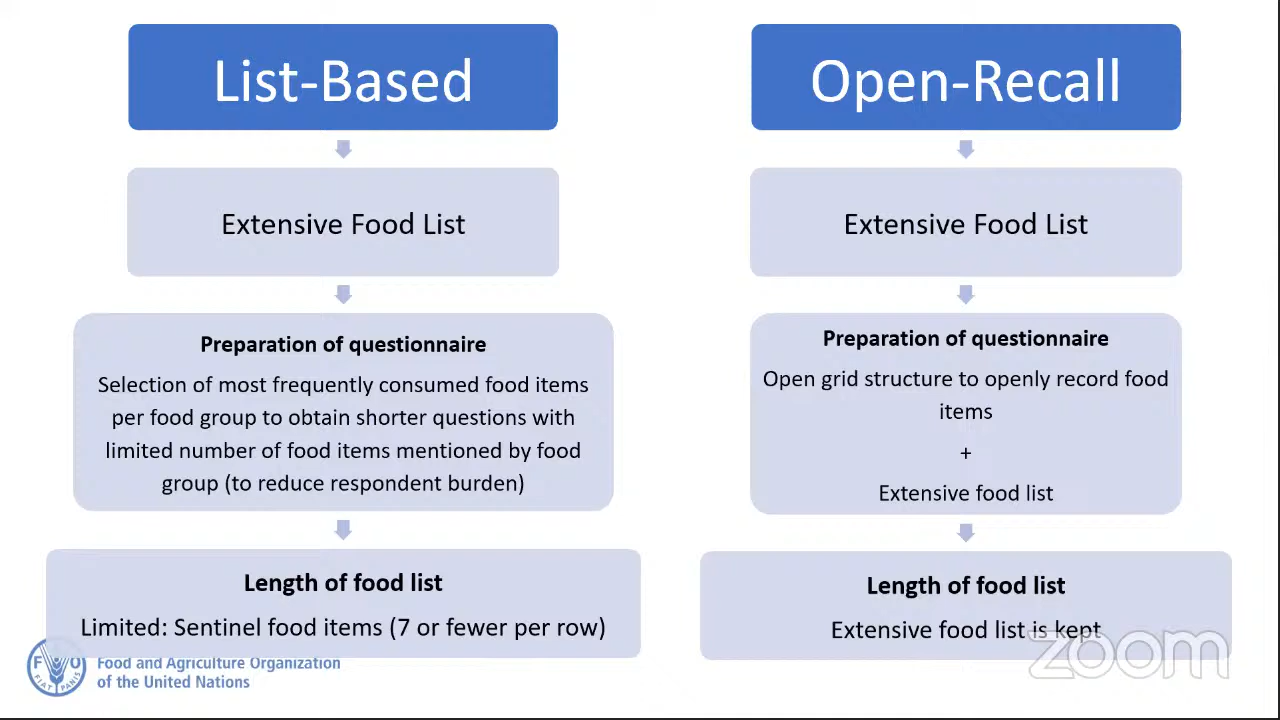 List-Based
Extensive Food List
Preparation of questionnaire
Selection of most frequently consumed food items
per food group to obtain shorter questions with
limited number of food items mentioned by food
group (to reduce respondent burden)
Length of food list
Limited: Sentinel food items (7 or fewer per row)
Open-Recall
Extensive Food List
Preparation of questionnaire
Open grid structure to openly record food
items
+
Extensive food list
Length of food list
Extensive food list is kept
F O
FIAT PANIS
Food and Agriculture Organization
of the United Nations
zoom